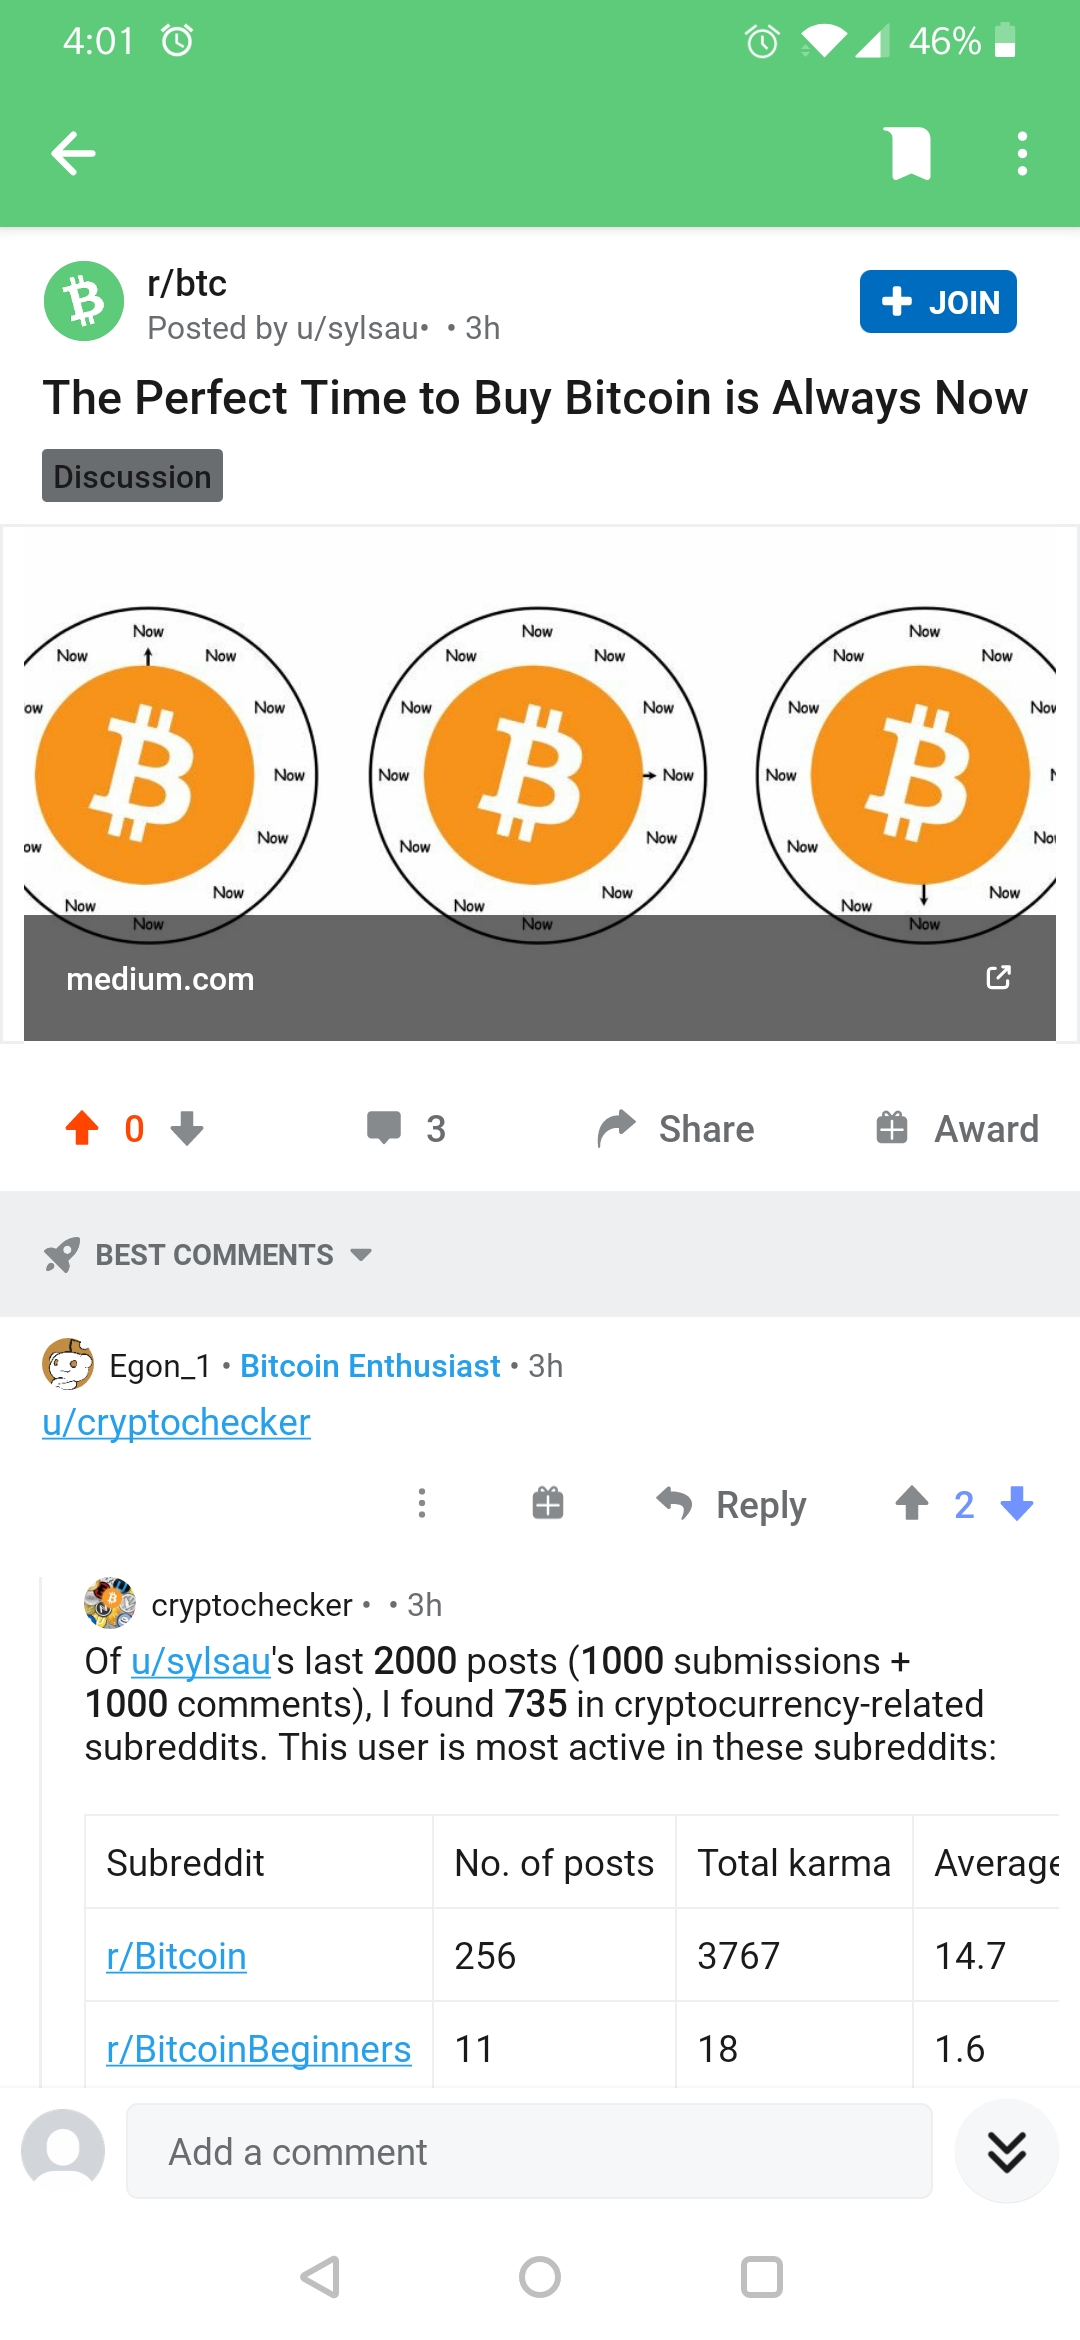 4:01 46%
r/btc
Posted by u/sylsau• • 3h
+ JOIN
The Perfect Time to Buy Bitcoin is Always Now
Discussion
Now Now Now
Now Now Now Now Now Now
ow Now Now Now Now Now
Now Now Now Now
ow Now Now Now Now
Now Now Now Now Now Now
Now Now Now
medium.com
0 3 Share Award
BEST COMMENTS
Egon_1 • Bitcoin Enthusiast • 3h
u/cryptochecker
Reply 2
cryptochecker • • 3h
Of u/sylsau's last 2000 posts (1000 submissions +
1000 comments), I found 735 in cryptocurrency-related
subreddits. This user is most active in these subreddits:
Subreddit No. of posts Total karma Average
r/Bitcoin 256 3767 14.7
r/BitcoinBeginners 11 18 1.6
Add a comment